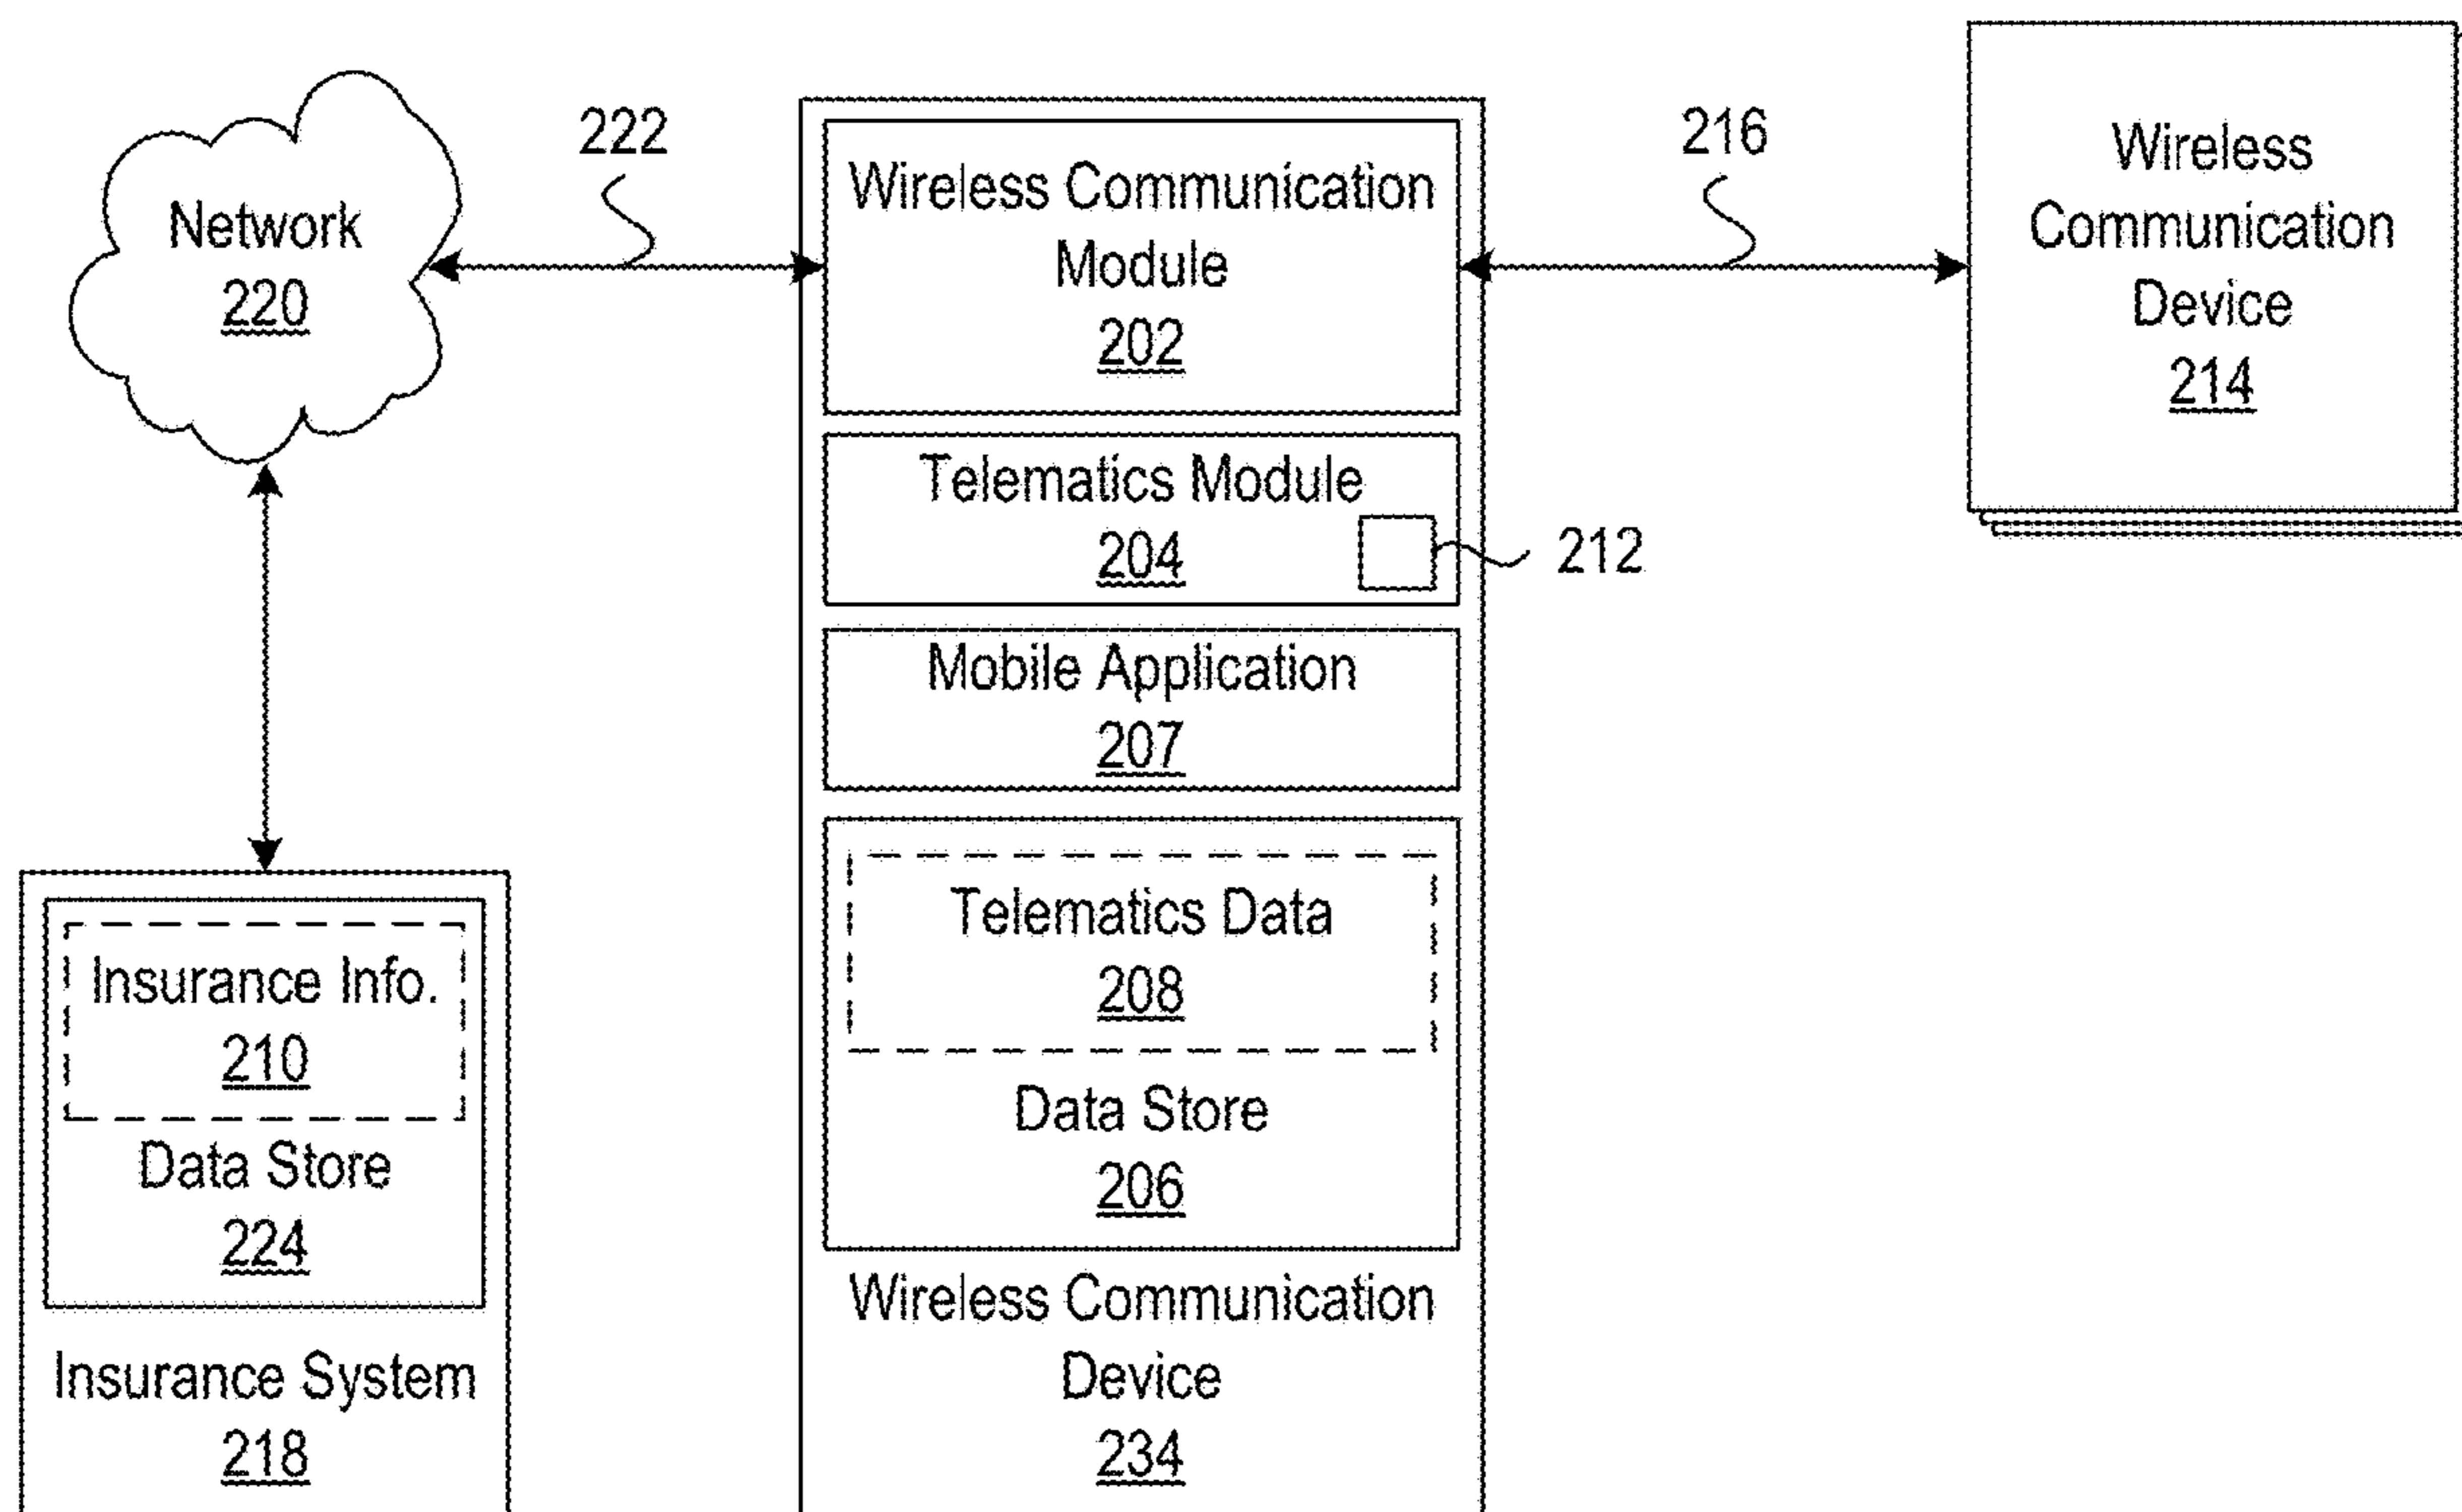 Network
220
222
Wireless Communication
Module
202
216
Wireless
Communication
Device
214
Telematics Module
204
212
Mobile Application
207
Telematics Data
208
Data Store
206
Wireless Communication
Device
234
Insurance Info.
210
Data Store
224
Insurance System
218